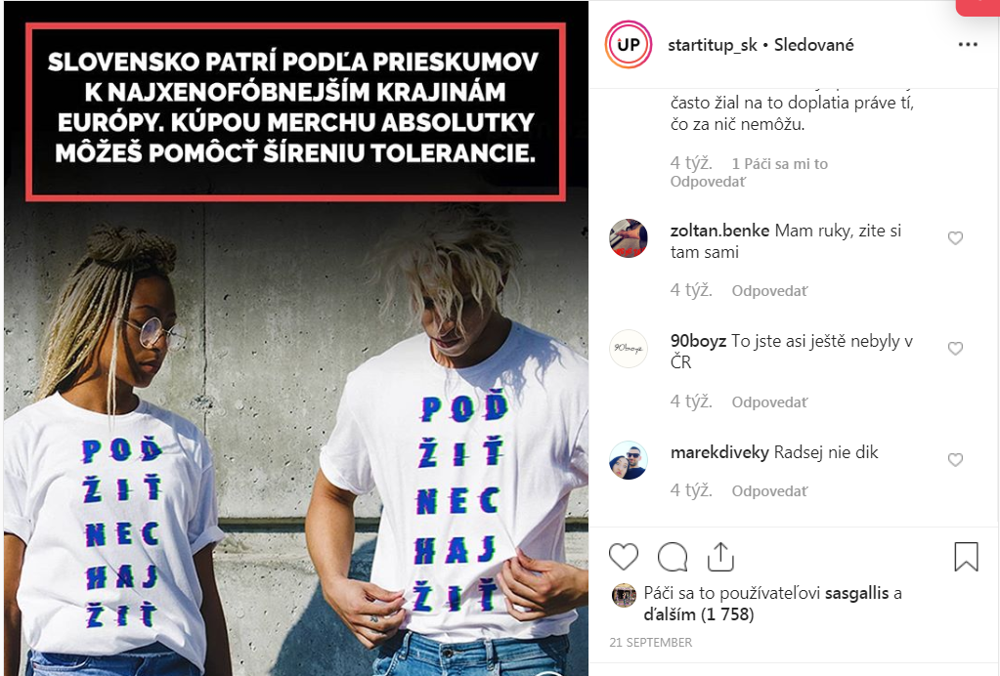 SLOVENSKO PATRÍ PODĽA PRIESKUMOV
K NAJXENOFÓBNEJŠÍM KRAJINÁM
EURÓPY. KÚPOU MERCHU ABSOLUTKY
MÔŽEŠ POMÔCŤ ŠÍRENIU TOLERANCIE.
POĎ
ŽIŤ
NEC
HAJ
ŽIŤ
POĎ
ŽIŤ
NEC
HAJ
ŽIŤ
UP
startitup_sk • Sledované
často žial na to doplatia práve tí,
čo za nič nemôžu.
4 týž. 1 Páči sa mi to
Odpovedať
zoltan.benke Mam ruky, zite si
tam sami
4 týž. Odpovedať
90boyz
90boyz To jste asi ještě nebyly v
ČR
4 týž. Odpovedať
marekdiveky Radsej nie dik
4 týž. Odpovedať
Páči sa to používateľovi sasgallis a
ďalším (1 758)
21 SEPTEMBER